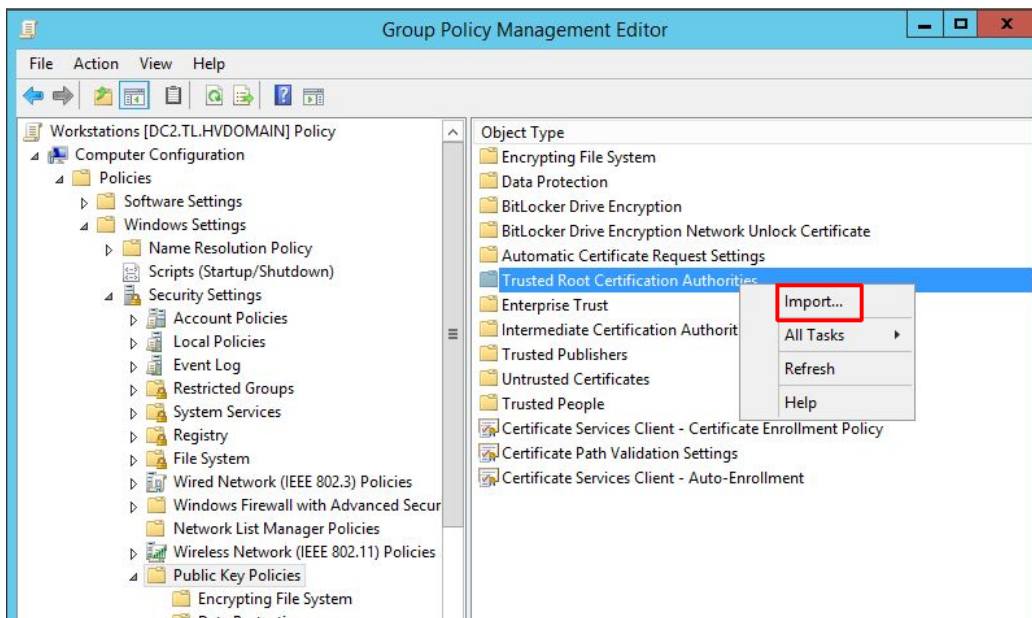 Group Policy Management Editor
File Action View Help
Workstations [DC2.TL.HVDOMAIN] Policy
Computer Configuration
Policies
Software Settings
Windows Settings
Name Resolution Policy
Scripts (Startup/Shutdown)
Security Settings
Account Policies
Local Policies
Event Log
Restricted Groups
System Services
Registry
File System
Wired Network (IEEE 802.3) Policies
Windows Firewall with Advanced Secur
Network List Manager Policies
Wireless Network (IEEE 802.11) Policies
Public Key Policies
Encrypting File System
Object Type
Encrypting File System
Data Protection
BitLocker Drive Encryption
BitLocker Drive Encryption Network Unlock Certificate
Automatic Certificate Request Settings
Trusted Root Certification Authorities
Enterprise Trust
Intermediate Certification Authorit
Trusted Publishers
Untrusted Certificates
Trusted People
Certificate Services Client - Certificate Enrollment Policy
Certificate Path Validation Settings
Certificate Services Client - Auto-Enrollment
Import...
All Tasks
Refresh
Help